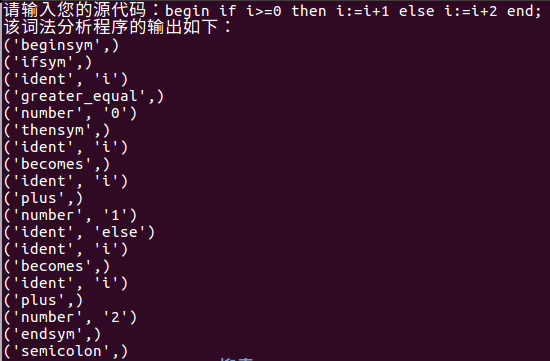 请输入您的源代码：begin if i>=0 then i:=i+1 else i:=i+2 end;
该词法分析程序的输出如下：
('beginsym',)
('ifsym',)
('ident', 'i')
('greater_equal',)
('number', '0')
('thensym',)
('ident', 'i')
('becomes',)
('ident', 'i')
('plus',)
('number', '1')
('ident', 'else')
('ident', 'i')
('becomes',)
('ident', 'i')
('plus',)
('number', '2')
('endsym',)
('semicolon',)